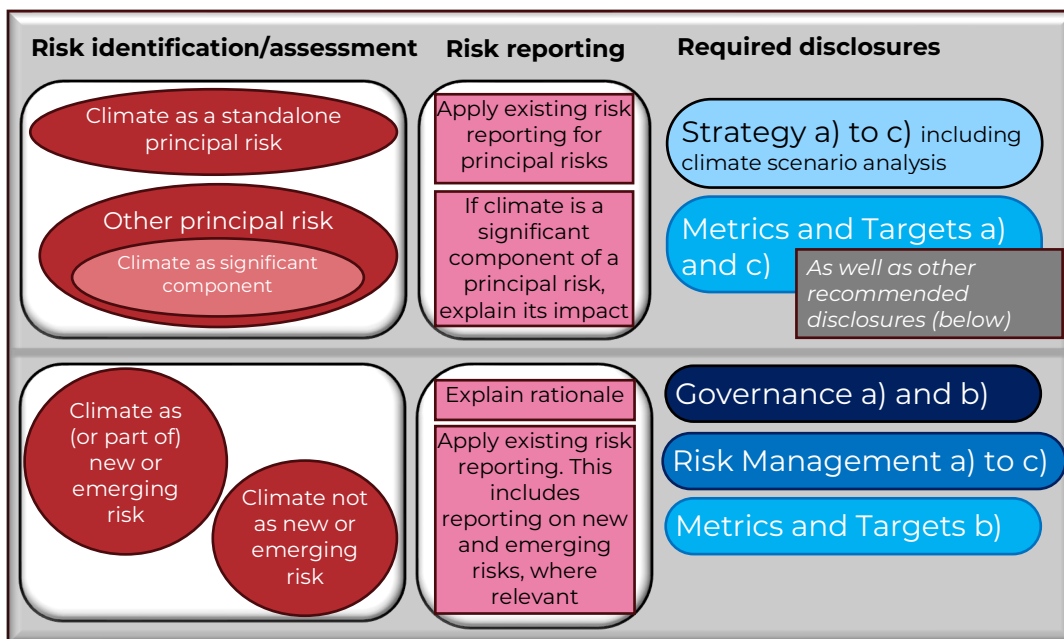 Risk identification/assessment
Risk reporting
Required disclosures
Climate as a standalone
principal risk
Other principal risk
Climate as significant
component
Apply existing risk
reporting for
principal risks
If climate is a
significant
component of a
principal risk,
explain its impact
Strategy a) to c) including
climate scenario analysis
Metrics and Targets a)
and c)
As well as other
recommended
disclosures (below)
Climate as
(or part of)
new or
emerging
risk
Climate not
as new or
emerging
risk
Explain rationale
Apply existing risk
reporting. This
includes
reporting on new
and emerging
risks, where
relevant
Governance a) and b)
Risk Management a) to c)
Metrics and Targets b)